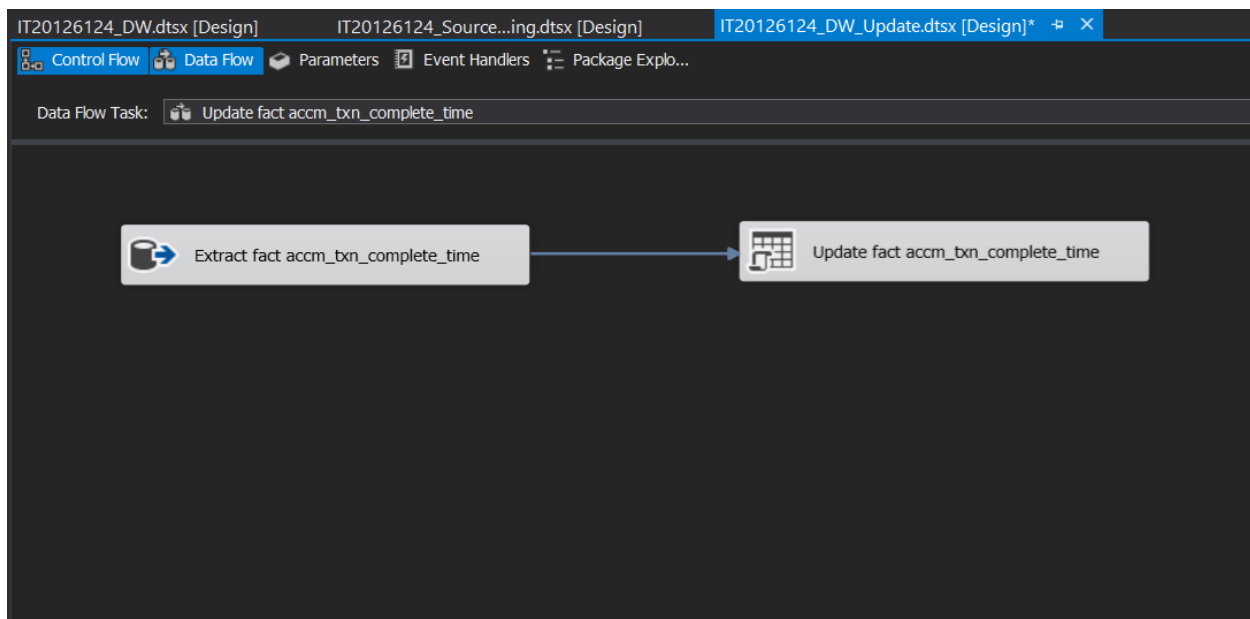 IT20126124_DW.dtsx [Design] IT20126124_Source...ing.dtsx [Design] IT20126124_DW_Update.dtsx [Design]*
Control Flow Data Flow Parameters Event Handlers Package Explo...
Data Flow Task: Update fact accm_txn_complete_time
Extract fact accm_txn_complete_time Update fact accm_txn_complete_time